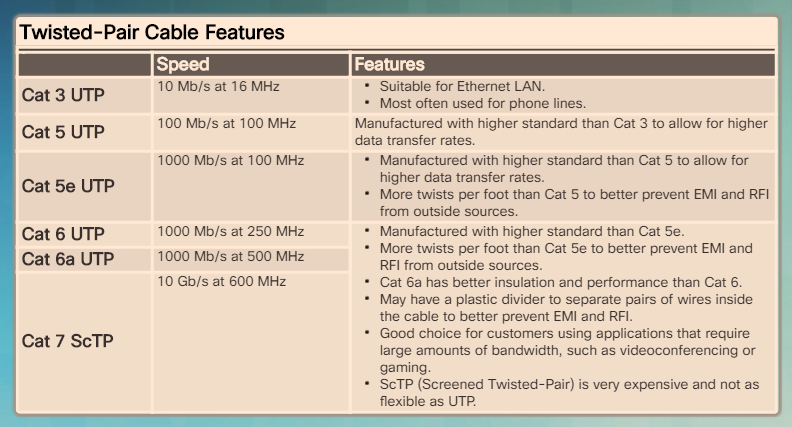 Twisted-Pair Cable Features
Speed
Features
Cat 3 UTP
10 Mb/s at 16 MHz
• Suitable for Ethernet LAN.
• Most often used for phone lines.
Cat 5 UTP
100 Mb/s at 100 MHz
Manufactured with higher standard than Cat 3 to allow for higher
data transfer rates.
Cat 5e UTP
1000 Mb/s at 100 MHz
• Manufactured with higher standard than Cat 5 to allow for
higher data transfer rates.
• More twists per foot than Cat 5 to better prevent EMI and RFI
from outside sources.
Cat 6 UTP
1000 Mb/s at 250 MHz
Cat 6a UTP
1000 Mb/s at 500 MHz
Cat 7 ScTP
10 Gb/s at 600 MHz
• Manufactured with higher standard than Cat 5e.
• More twists per foot than Cat 5e to better prevent EMI and
RFI from outside sources.
• Cat 6a has better insulation and performance than Cat 6.
• May have a plastic divider to separate pairs of wires inside
the cable to better prevent EMI and RFI.
• Good choice for customers using applications that require
large amounts of bandwidth, such as videoconferencing or
gaming.
• ScTP (Screened Twisted-Pair) is very expensive and not as
flexible as UTP.